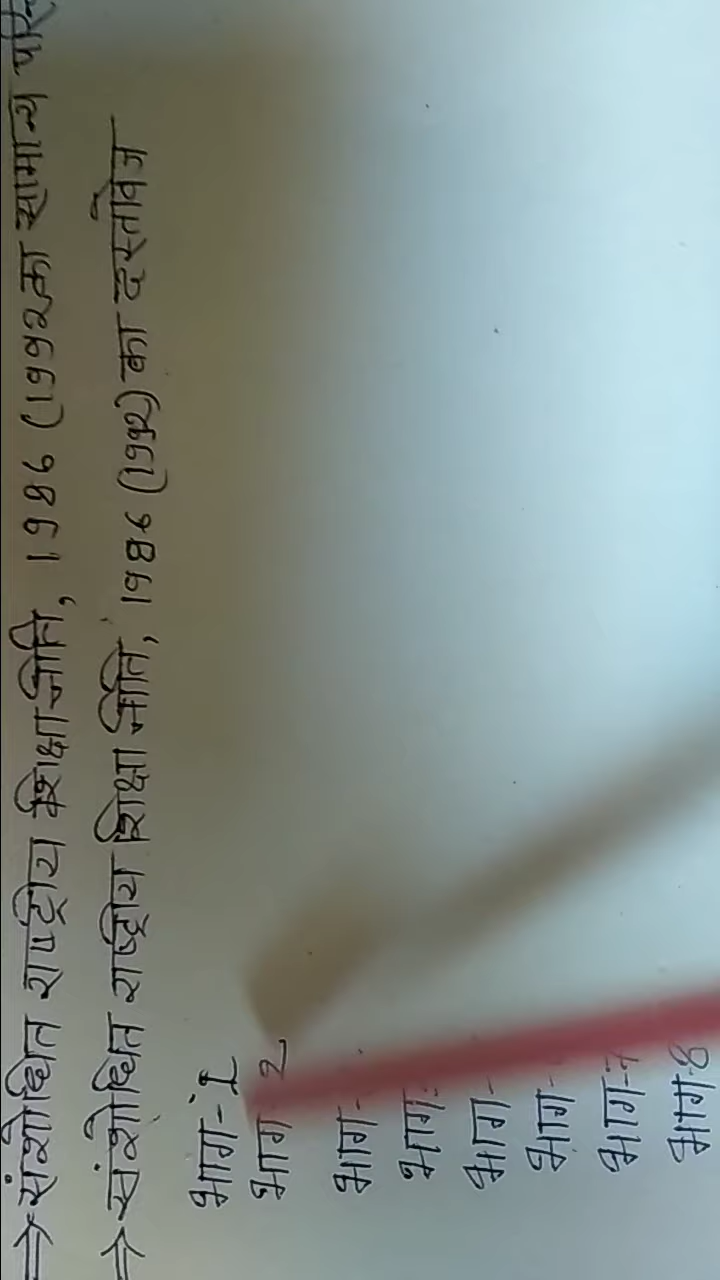 ⇒ संशोधित राष्ट्रीय शिक्षा नीति, 1986 (1992 का सामान्य
⇒ संशोधित राष्ट्रीय शिक्षा नीति, 1986 (1992) का दस्तावेज
भाग-1
भाग 2
भाग-
भाग
भाग-
भाग-
भाग-7
भाग-8